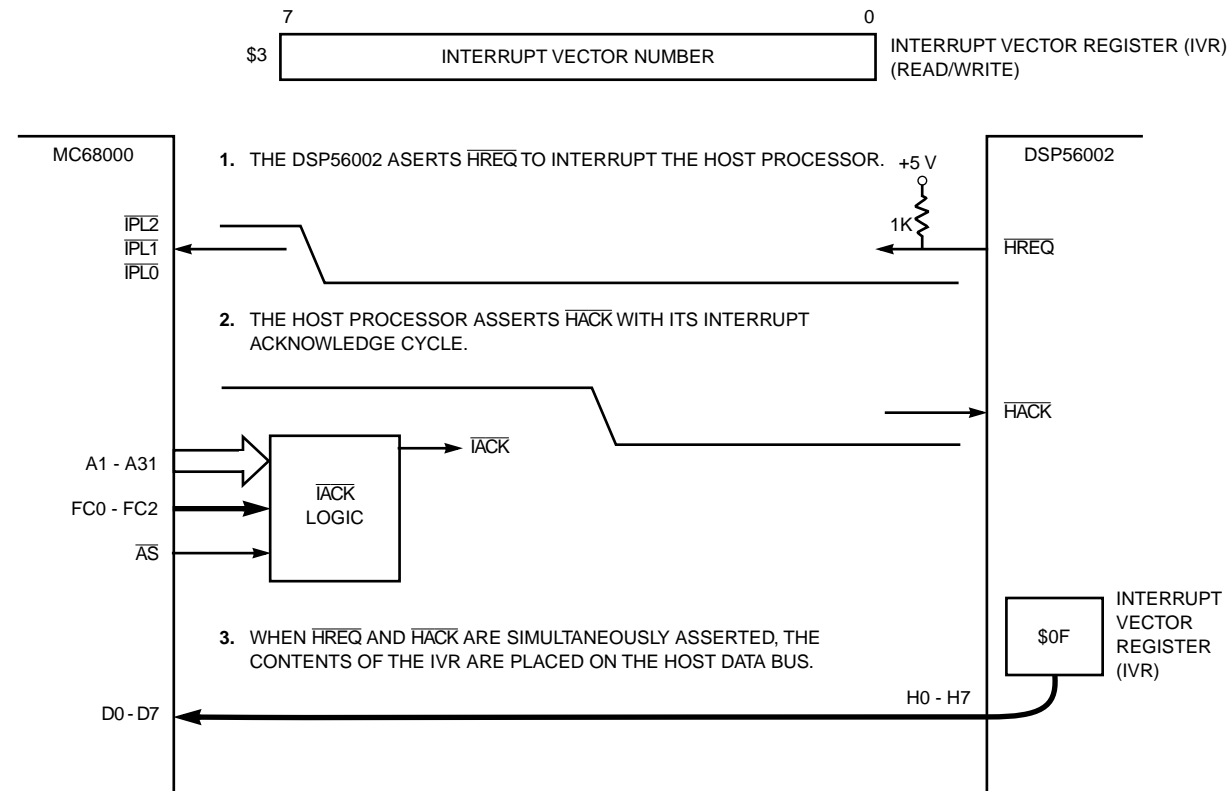 7 0
$3 INTERRUPT VECTOR NUMBER INTERRUPT VECTOR REGISTER (IVR)
(READ/WRITE)
MC68000
DSP56002
1. THE DSP56002 ASERTS HREQ TO INTERRUPT THE HOST PROCESSOR.
+5 V
1K
IPL2
IPL1
IPL0
HREQ
2. THE HOST PROCESSOR ASSERTS HACK WITH ITS INTERRUPT
ACKNOWLEDGE CYCLE.
HACK
A1 - A31
FC0 - FC2
AS
IACK
LOGIC
IACK
3. WHEN HREQ AND HACK ARE SIMULTANEOUSLY ASSERTED, THE
CONTENTS OF THE IVR ARE PLACED ON THE HOST DATA BUS.
$0F
INTERRUPT
VECTOR
REGISTER
(IVR)
D0 - D7
H0 - H7